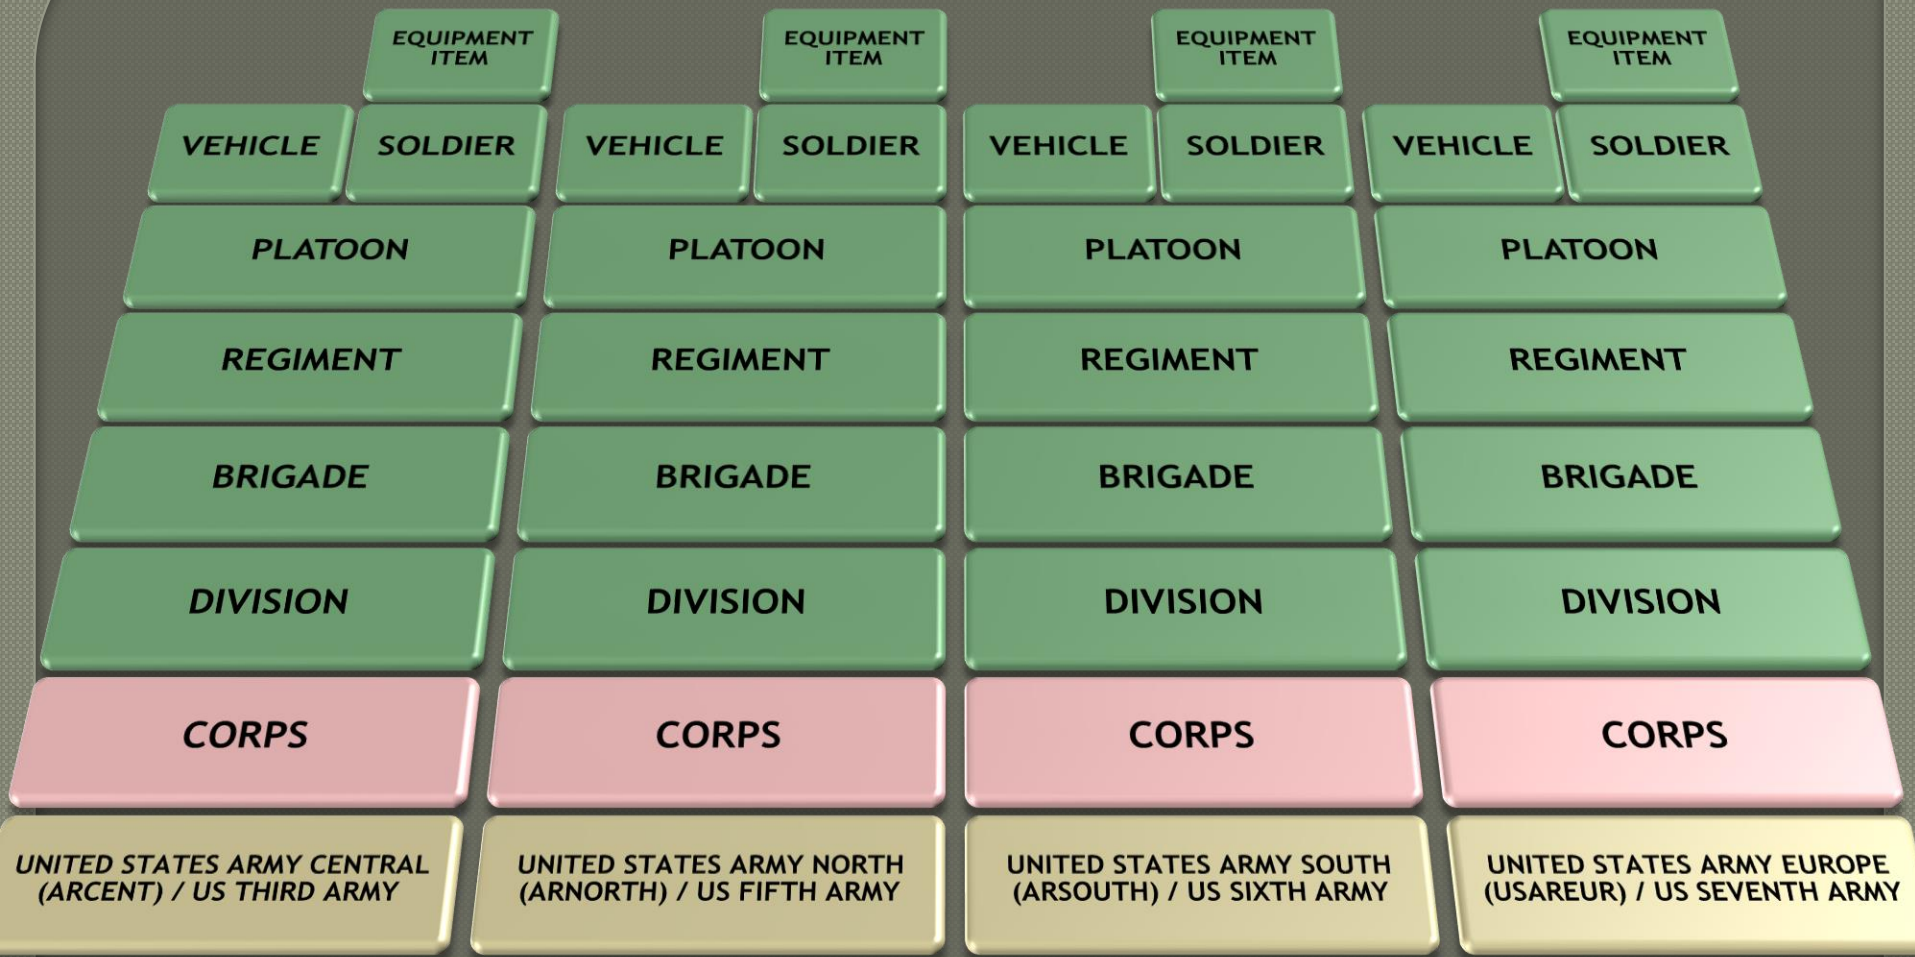 EQUIPMENT
ITEM
EQUIPMENT
ITEM
EQUIPMENT
ITEM
EQUIPMENT
ITEM
VEHICLE
SOLDIER
VEHICLE
SOLDIER
VEHICLE
SOLDIER
VEHICLE
SOLDIER
PLATOON
PLATOON
PLATOON
PLATOON
REGIMENT
REGIMENT
REGIMENT
REGIMENT
BRIGADE
BRIGADE
BRIGADE
BRIGADE
DIVISION
DIVISION
DIVISION
DIVISION
CORPS
CORPS
CORPS
CORPS
UNITED STATES ARMY CENTRAL
(ARCENT) / US THIRD ARMY
UNITED STATES ARMY NORTH
(ARNORTH) / US FIFTH ARMY
UNITED STATES ARMY SOUTH
(ARSOUTH) / US SIXTH ARMY
UNITED STATES ARMY EUROPE
(USAREUR) / US SEVENTH ARMY